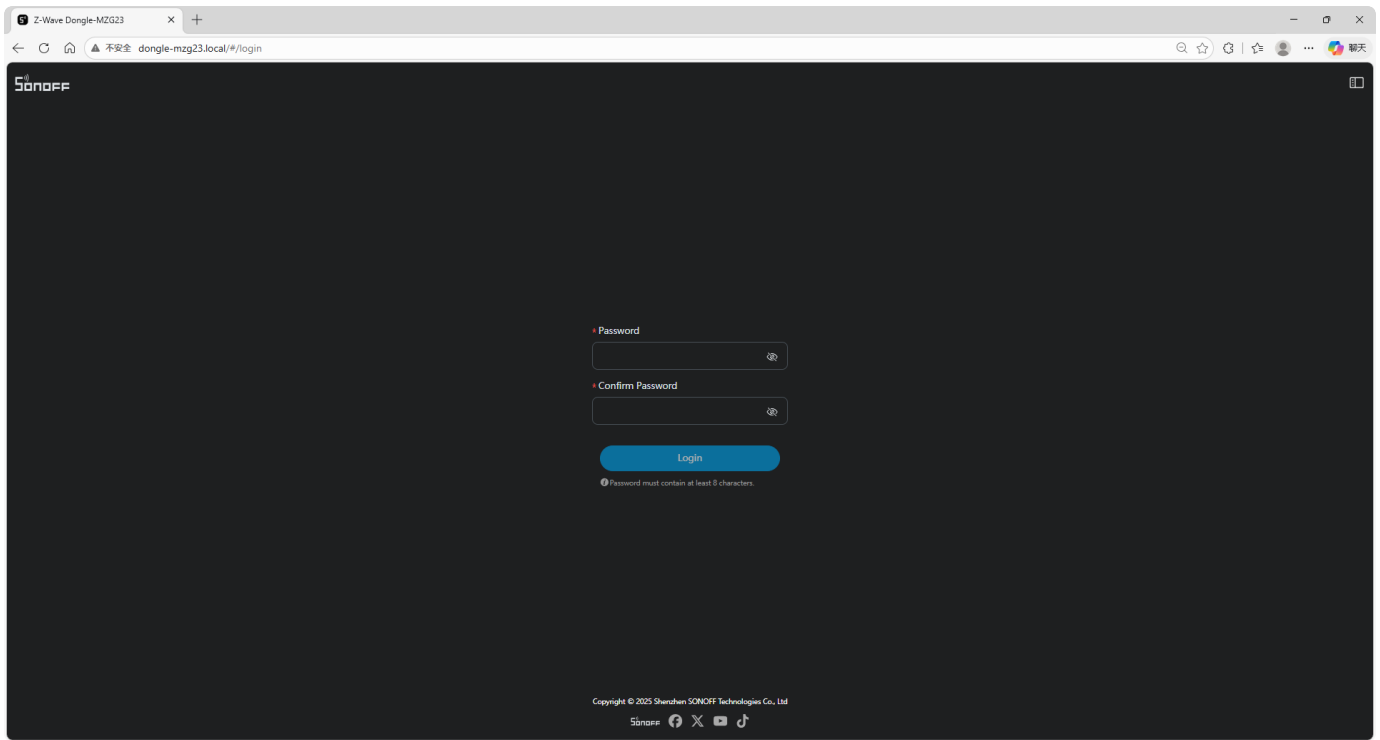 Z-Wave Dongle-MZG23
不安全 dongle-mzg23.local/#/login
聊天
SONOFF
* Password
* Confirm Password
Login
Password must contain at least 8 characters.
Copyright © 2025 Shenzhen SONOFF Technologies Co., Ltd
SONOFF